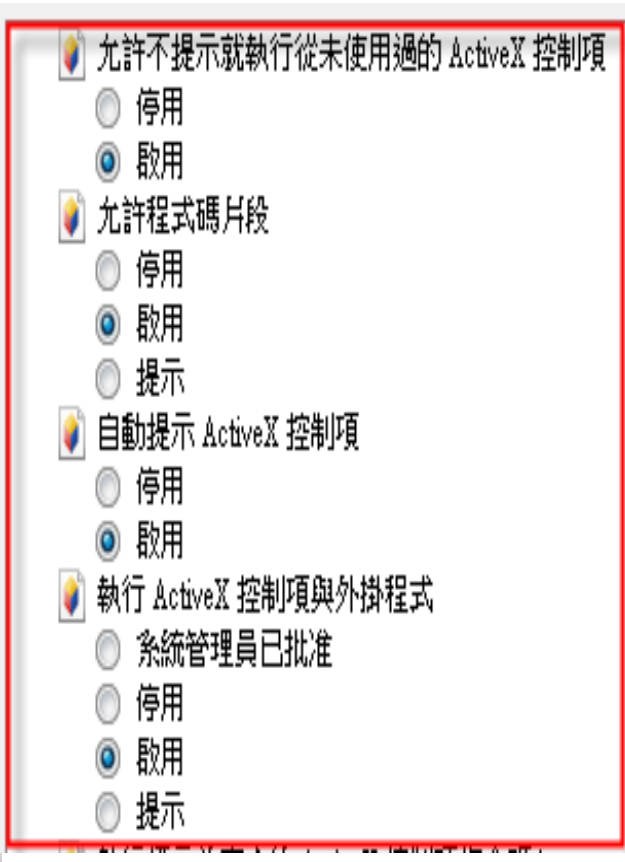 允許不提示就執行從未使用過的 ActiveX 控制項
停用
啟用
允許程式碼片段
停用
啟用
提示
自動提示 ActiveX 控制項
停用
啟用
執行 ActiveX 控制項與外掛程式
系統管理員已批准
停用
啟用
提示